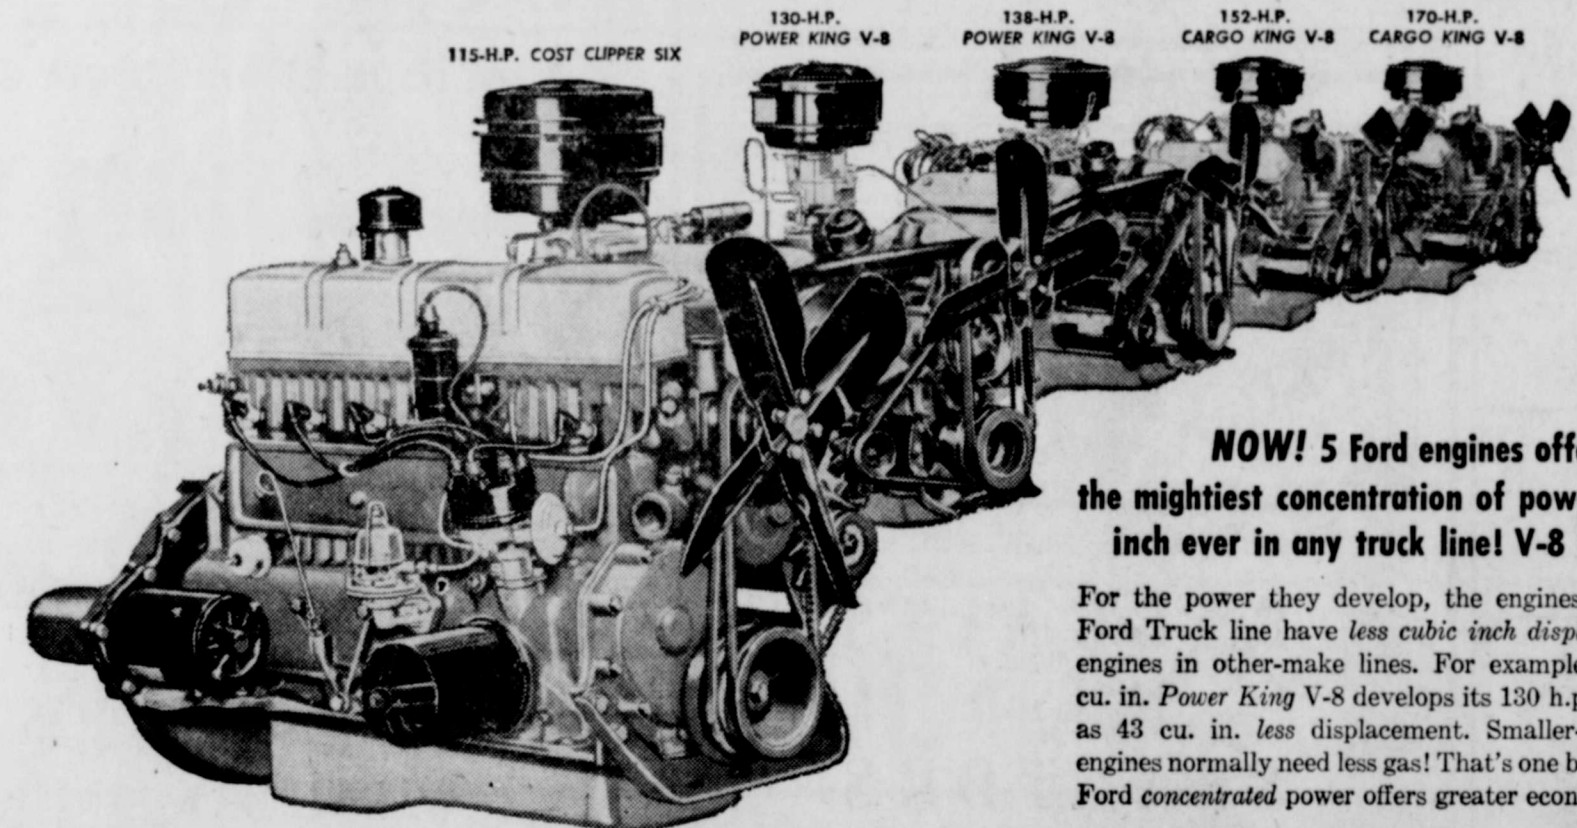 115-H.P. COST CLIPPER SIX
130-H.P.
POWER KING V-8
138-H.P.
POWER KING V-8
152-H.P.
CARGO KING V-8
170-H.P.
CARGO KING V-8
NOW! 5 Ford engines off
the mightiest concentration of pow
inch ever in any truck line! V-8
For the power they develop, the engines
Ford Truck line have less cubic inch disp
engines in other-make lines. For example
cu. in. Power King V-8 develops its 130 h.p
as 43 cu. in. less displacement. Smaller-
engines normally need less gas! That's one b
Ford concentrated power offers greater econ